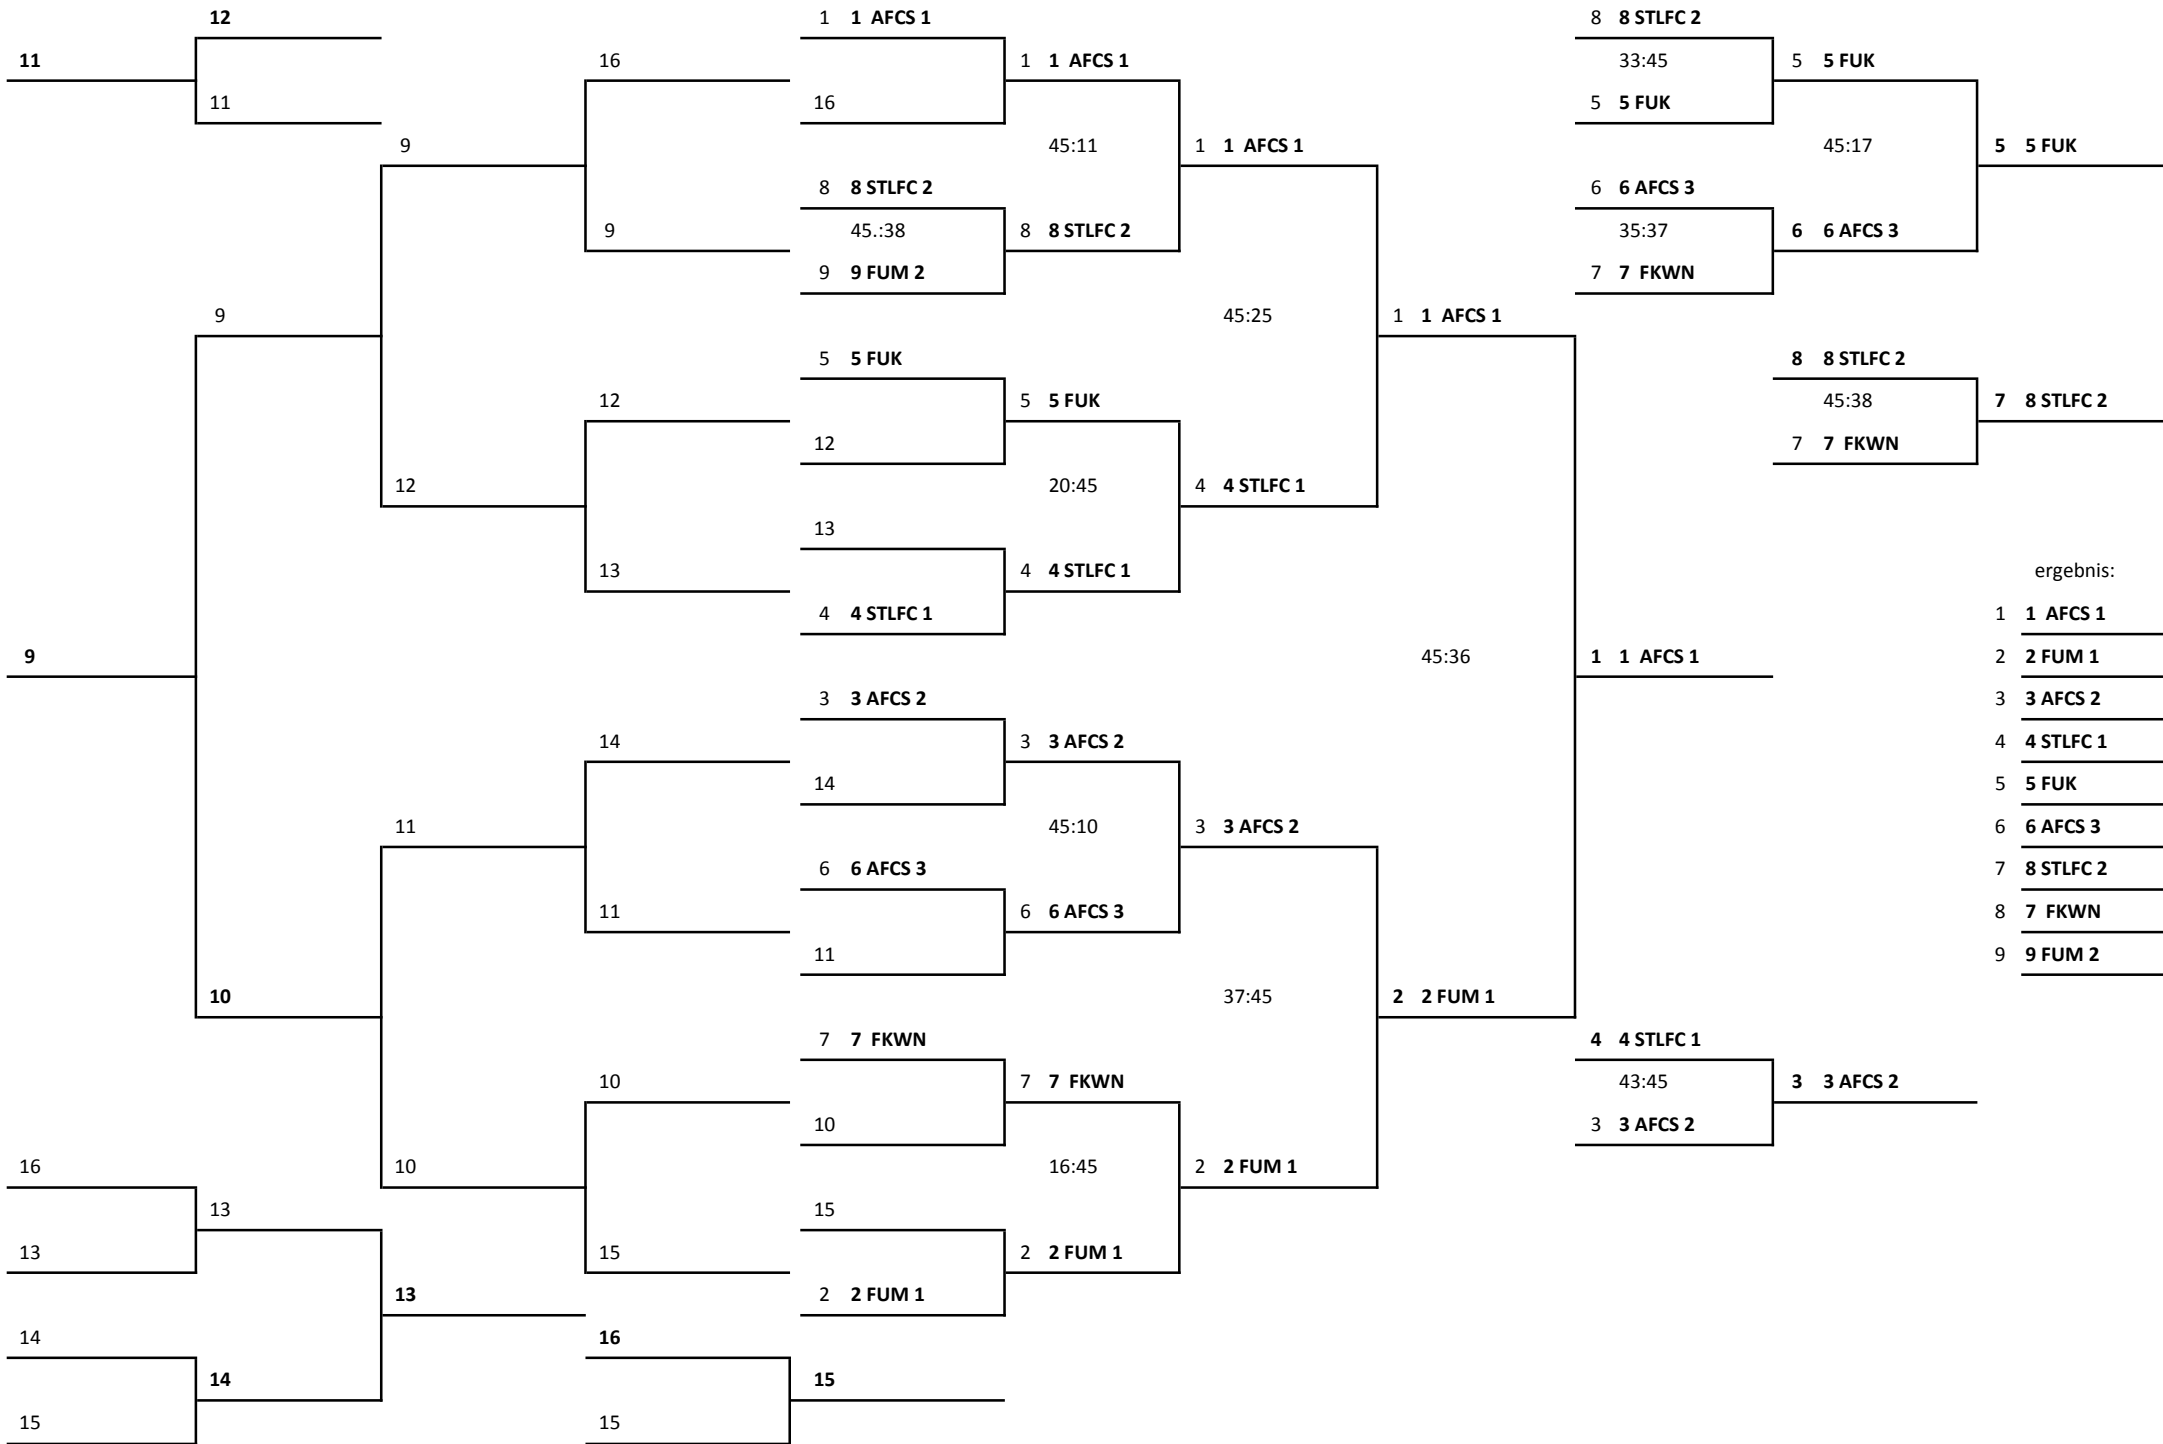 12
1 1 AFCS 1
8 8 STLFC 2
11
16
1 1 AFCS 1
33:45
5 5 FUK
11
16
5 5 FUK
9
45:11
1 1 AFCS 1
45:17
5 5 FUK
8 8 STLFC 2
6 6 AFCS 3
9
45.:38
8 8 STLFC 2
35:37
6 6 AFCS 3
9 9 FUM 2
7 7 FKWN
9
45:25
1 1 AFCS 1
5 5 FUK
8 8 STLFC 2
12
5 5 FUK
45:38
7 8 STLFC 2
12
7 7 FKWN
12
20:45
4 4 STLFC 1
13
13
4 4 STLFC 1
ergebnis:
4 4 STLFC 1
1 1 AFCS 1
9
45:36
1 1 AFCS 1
2 2 FUM 1
3 3 AFCS 2
3 3 AFCS 2
14
3 3 AFCS 2
4 4 STLFC 1
14
5 5 FUK
11
45:10
3 3 AFCS 2
6 6 AFCS 3
6 6 AFCS 3
7 8 STLFC 2
11
6 6 AFCS 3
8 7 FKWN
11
9 9 FUM 2
10
37:45
2 2 FUM 1
7 7 FKWN
4 4 STLFC 1
10
7 7 FKWN
43:45
3 3 AFCS 2
10
3 3 AFCS 2
16
10
16:45
2 2 FUM 1
13
15
13
15
2 2 FUM 1
13
2 2 FUM 1
14
16
14
15
15
15